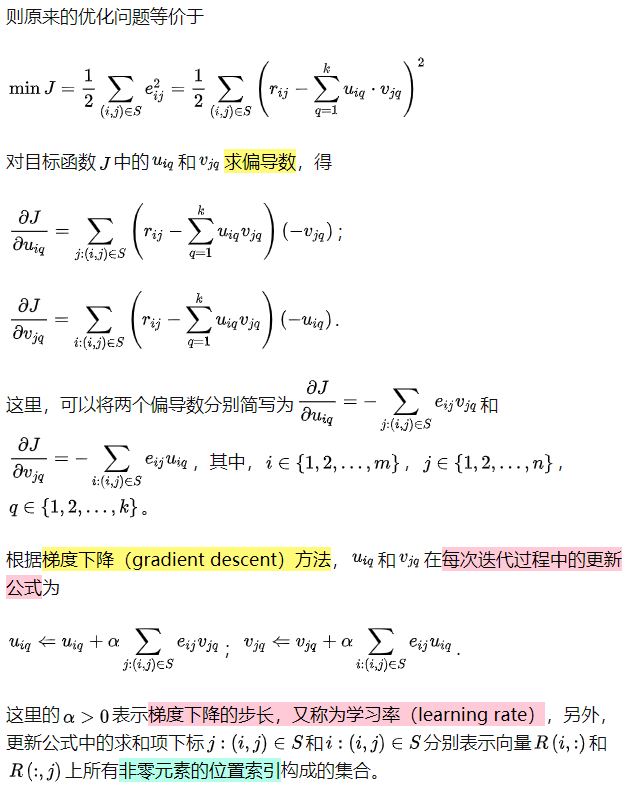 则原来的优化问题等价于
$\min J = \frac{1}{2} \sum_{(i,j)\in S} e_{ij}^2 = \frac{1}{2} \sum_{(i,j)\in S} \left( r_{ij} - \sum_{q=1}^{k} u_{iq} \cdot v_{jq} \right)^2$
对目标函数 $J$ 中的 $u_{iq}$ 和 $v_{jq}$ 求偏导数，得
$\frac{\partial J}{\partial u_{iq}} = \sum_{j:(i,j)\in S} \left( r_{ij} - \sum_{q=1}^{k} u_{iq} v_{jq} \right) (-v_{jq})$；
$\frac{\partial J}{\partial v_{jq}} = \sum_{i:(i,j)\in S} \left( r_{ij} - \sum_{q=1}^{k} u_{iq} v_{jq} \right) (-u_{iq})$.
这里，可以将两个偏导数分别简写为 $\frac{\partial J}{\partial u_{iq}} = -\sum_{j:(i,j)\in S} e_{ij} v_{jq}$ 和
$\frac{\partial J}{\partial v_{jq}} = -\sum_{i:(i,j)\in S} e_{ij} u_{iq}$，其中，$i \in \{1, 2, \ldots, m\}$，$j \in \{1, 2, \ldots, n\}$，
$q \in \{1, 2, \ldots, k\}$。
根据梯度下降（gradient descent）方法，$u_{iq}$ 和 $v_{jq}$ 在每次迭代过程中的更新
公式为
$u_{iq} \Leftarrow u_{iq} + \alpha \sum_{j:(i,j)\in S} e_{ij} v_{jq}$；$v_{jq} \Leftarrow v_{jq} + \alpha \sum_{i:(i,j)\in S} e_{ij} u_{iq}$.
这里的 $\alpha > 0$ 表示梯度下降的步长，又称为学习率（learning rate），另外，
更新公式中的求和项下标 $j:(i,j) \in S$ 和 $i:(i,j) \in S$ 分别表示向量 $R(i,:)$ 和
$R(:,j)$ 上所有非零元素的位置索引构成的集合。